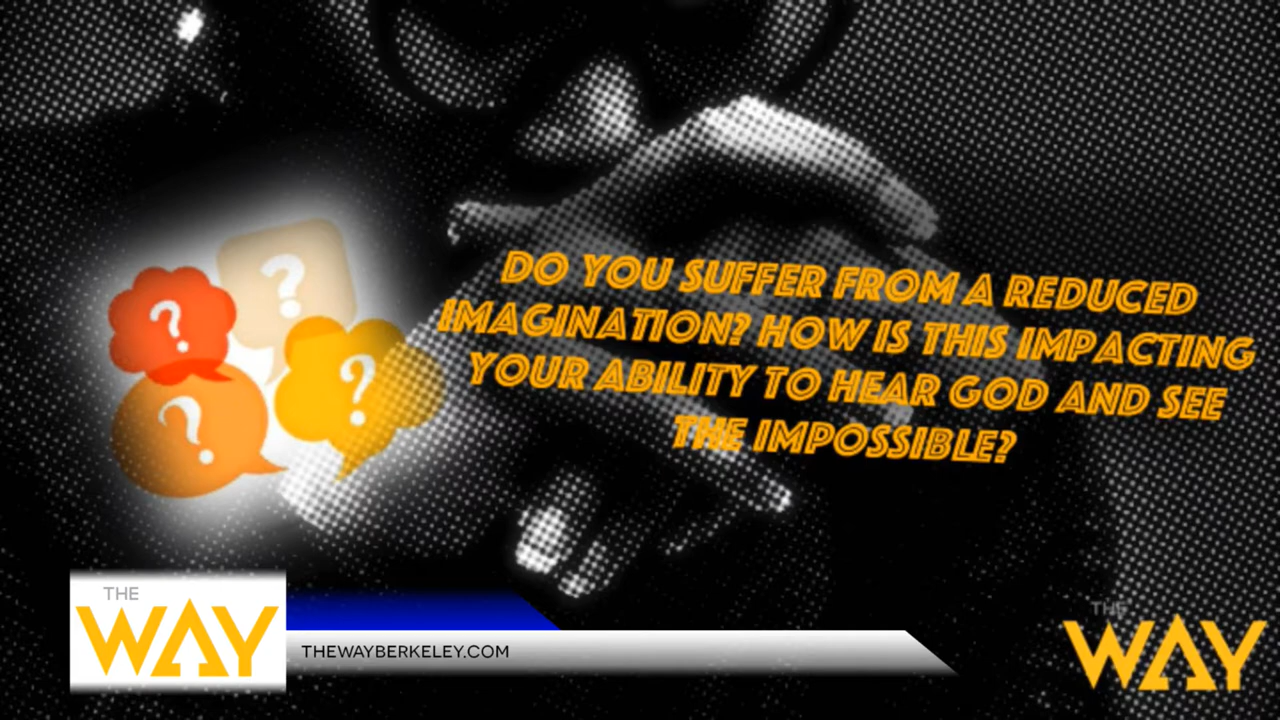 DO YOU SUFFER FROM A REDUCED
IMAGINATION? HOW IS THIS IMPACTING
YOUR ABILITY TO HEAR GOD AND SEE
THE IMPOSSIBLE?
?
?
?
?
THE
WAY
THEWAYBERKELEY.COM
THE
WAY